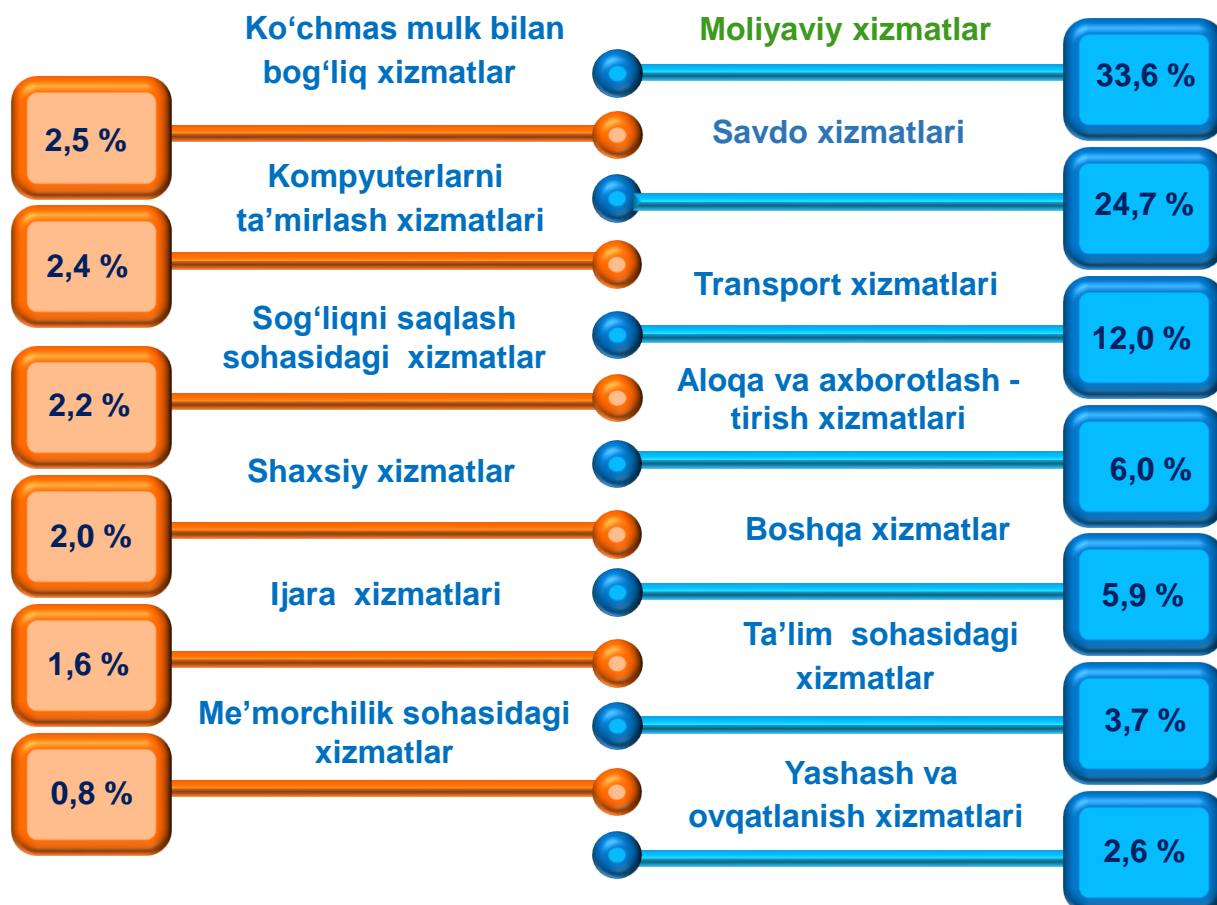 Ko‘chmas mulk bilan
bog‘liq xizmatlar
2,5 %
Kompyuterlarni
ta’mirlash xizmatlari
2,4 %
Sog‘liqni saqlash
sohasidagi xizmatlar
2,2 %
Shaxsiy xizmatlar
2,0 %
Ijara xizmatlari
1,6 %
Me’morchilik sohasidagi
xizmatlar
0,8 %
Moliyaviy xizmatlar
33,6 %
Savdo xizmatlari
24,7 %
Transport xizmatlari
12,0 %
Aloqa va axborotlash -
tirish xizmatlari
6,0 %
Boshqa xizmatlar
5,9 %
Ta’lim sohasidagi
xizmatlar
3,7 %
Yashash va
ovqatlanish xizmatlari
2,6 %